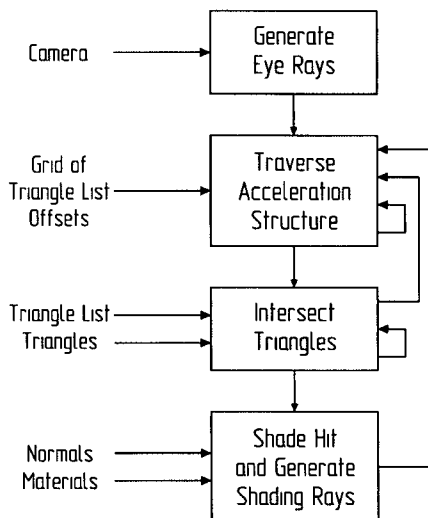 Camera
Generate
Eye Rays
Grid of
Triangle List
Offsets
Traverse
Acceleration
Structure
Triangle List
Triangles
Intersect
Triangles
Normals
Materials
Shade Hit
and Generate
Shading Rays